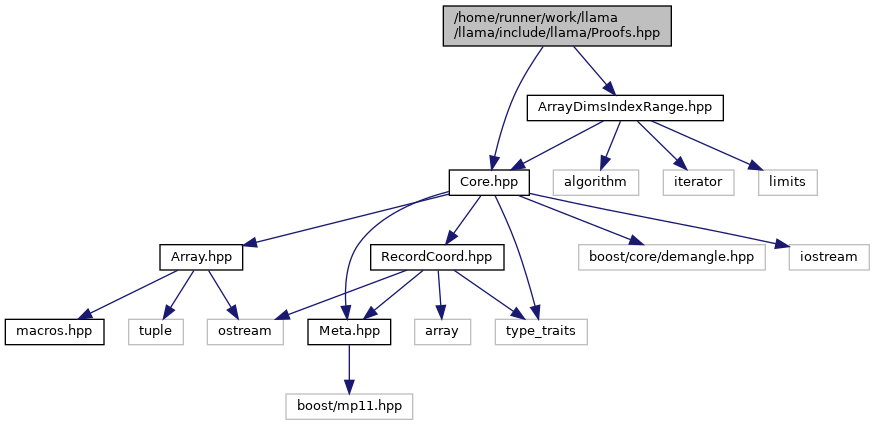 /home/runner/work/llama
/llama/include/llama/Proofs.hpp
ArrayDimsIndexRange.hpp
Core.hpp
algorithm
iterator
limits
Array.hpp
RecordCoord.hpp
boost/core/demangle.hpp
iostream
macros.hpp
tuple
ostream
Meta.hpp
array
type_traits
boost/mp11.hpp